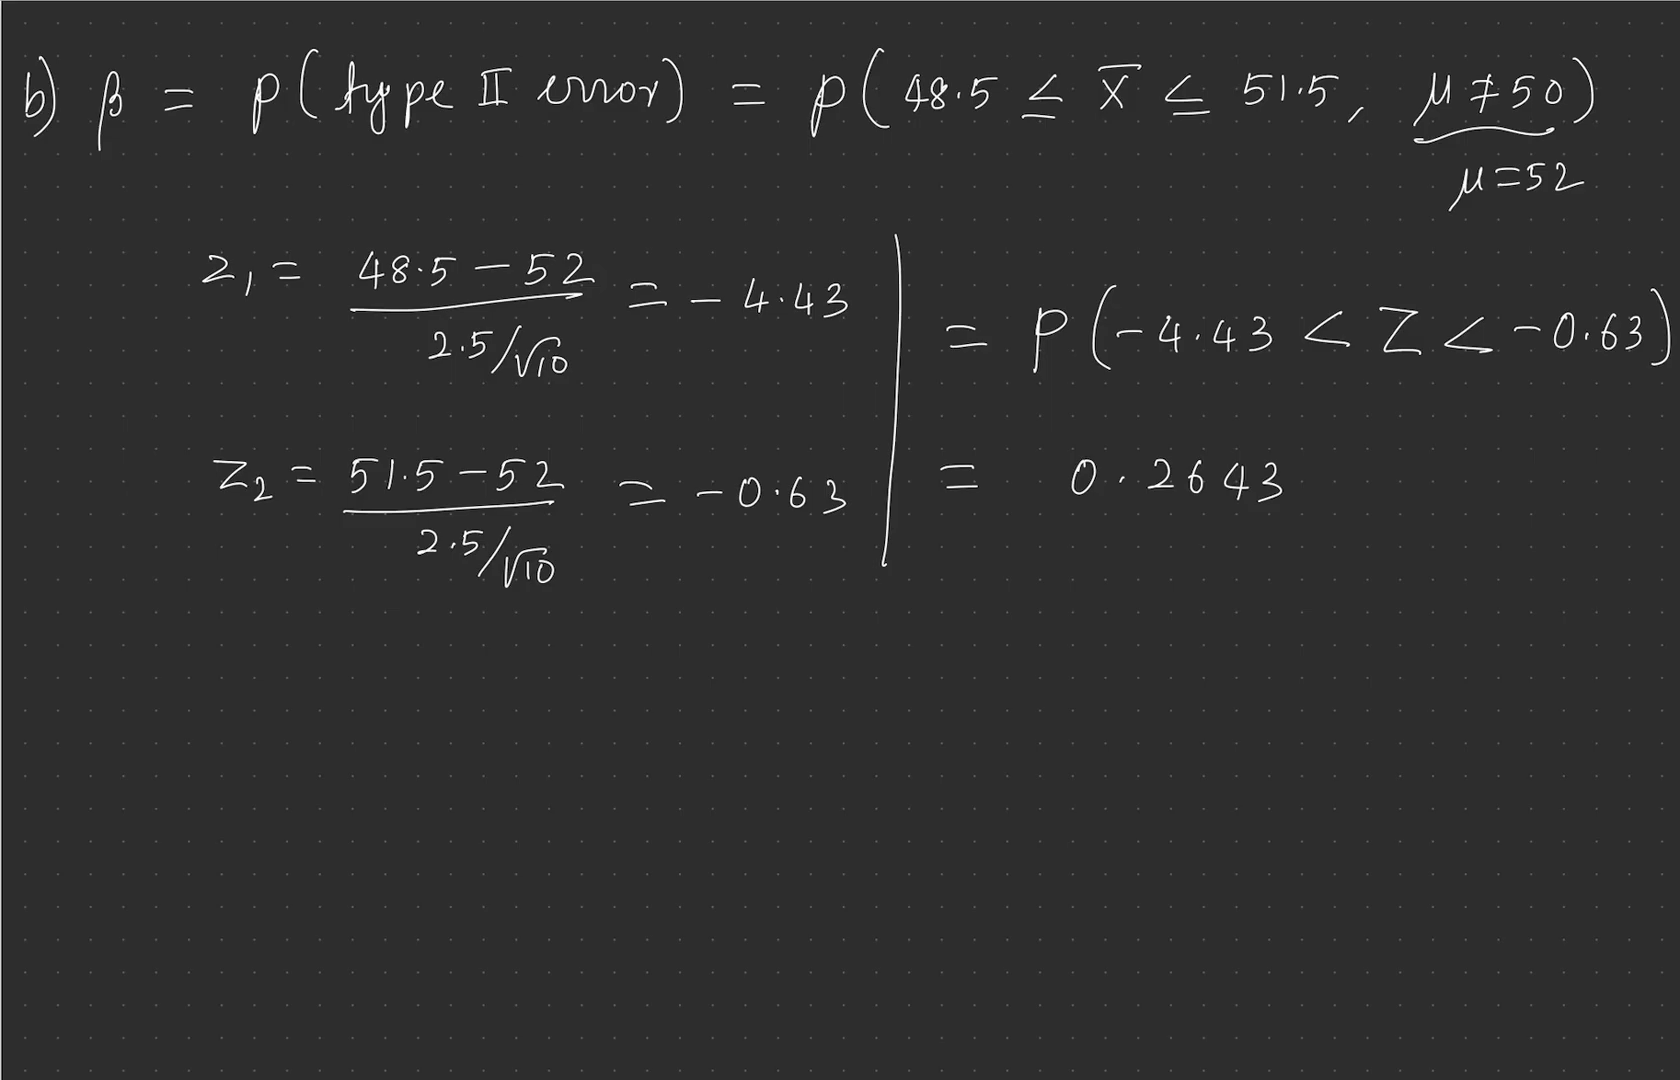 b) β = P(type II error) = P(48.5 ≤ X̄ ≤ 51.5, μ≠50)
μ=52
z₁ = (48.5 − 52)/(2.5/√10) = − 4.43
= P(−4.43 < Z < −0.63)
Z₂ = (51.5 − 52)/(2.5/√10) = −0.63
= 0.2643